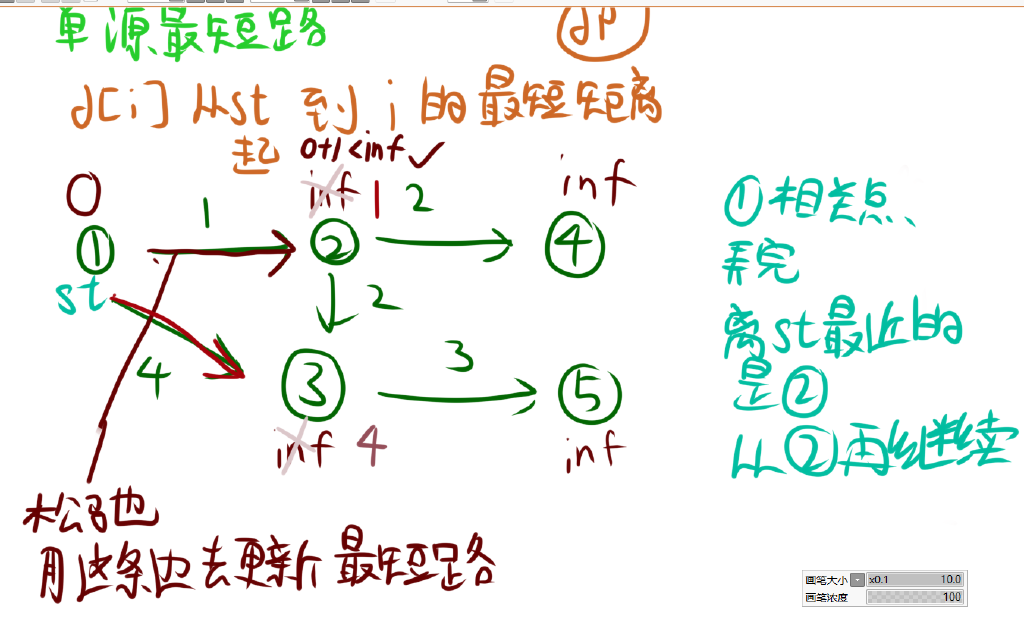 单源最短路
dp
d[i] 从st 到 i 的最短距离
起
0+1<inf ✓
0
inf 1
inf
1
2
①
②
④
st
2
4
3
③
⑤
inf 4
inf
松弛
用这条边去更新最短路
①相关点、
弄完
离st最近的
是②
从②再继续
画笔大小 x0.1 10.0
画笔浓度 100